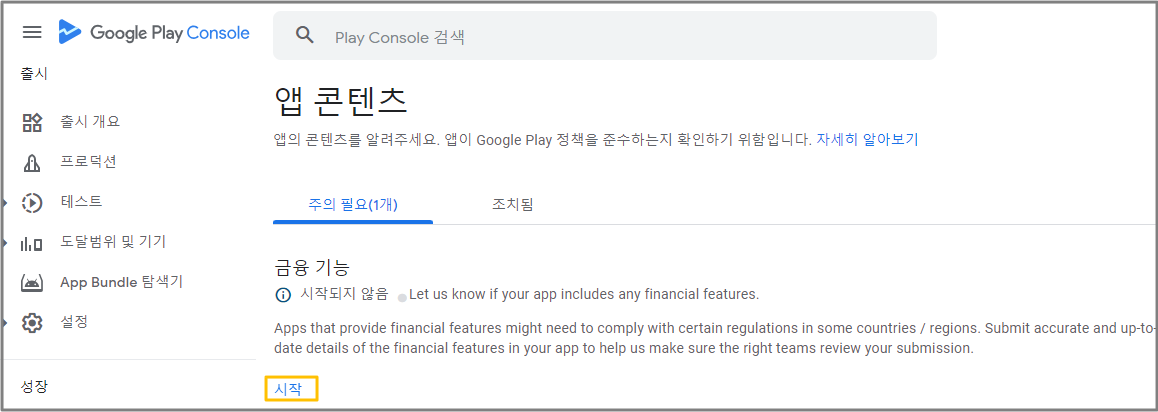 Google Play Console
Play Console 검색
출시
출시 개요
프로덕션
테스트
도달범위 및 기기
App Bundle 탐색기
설정
성장
앱 콘텐츠
앱의 콘텐츠를 알려주세요. 앱이 Google Play 정책을 준수하는지 확인하기 위함입니다. 자세히 알아보기
주의 필요(1개) 조치됨
금융 기능
시작되지 않음 Let us know if your app includes any financial features.
Apps that provide financial features might need to comply with certain regulations in some countries / regions. Submit accurate and up-to-
date details of the financial features in your app to help us make sure the right teams review your submission.
시작